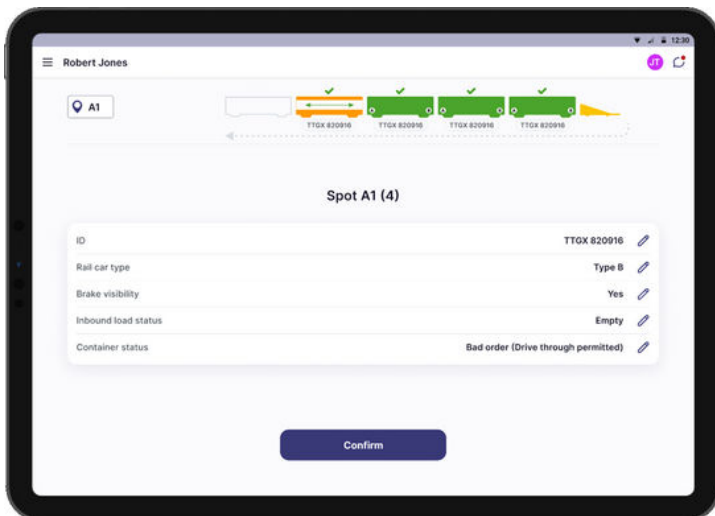 12:30
Robert Jones
JT
A1
TTGX 820916 TTGX 820916 TTGX 820916 TTGX 820916
Spot A1 (4)
ID TTGX 820916
Rail car type Type B
Brake visibility Yes
Inbound load status Empty
Container status Bad order (Drive through permitted)
Confirm